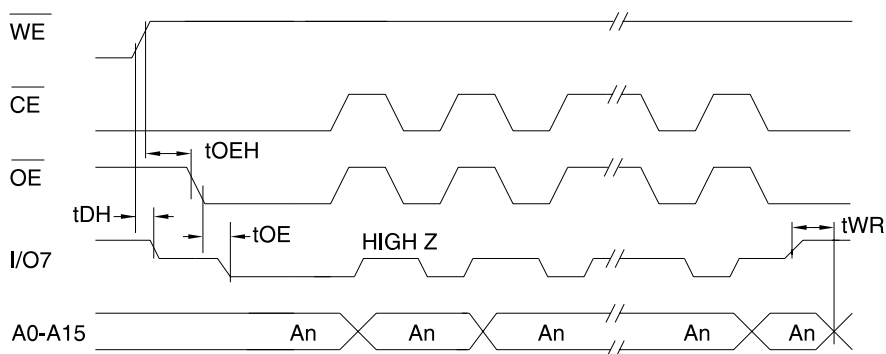 WE
CE
tOEH
OE
tDH
tOE
HIGH Z
tWR
I/O7
A0-A15 An An An An An